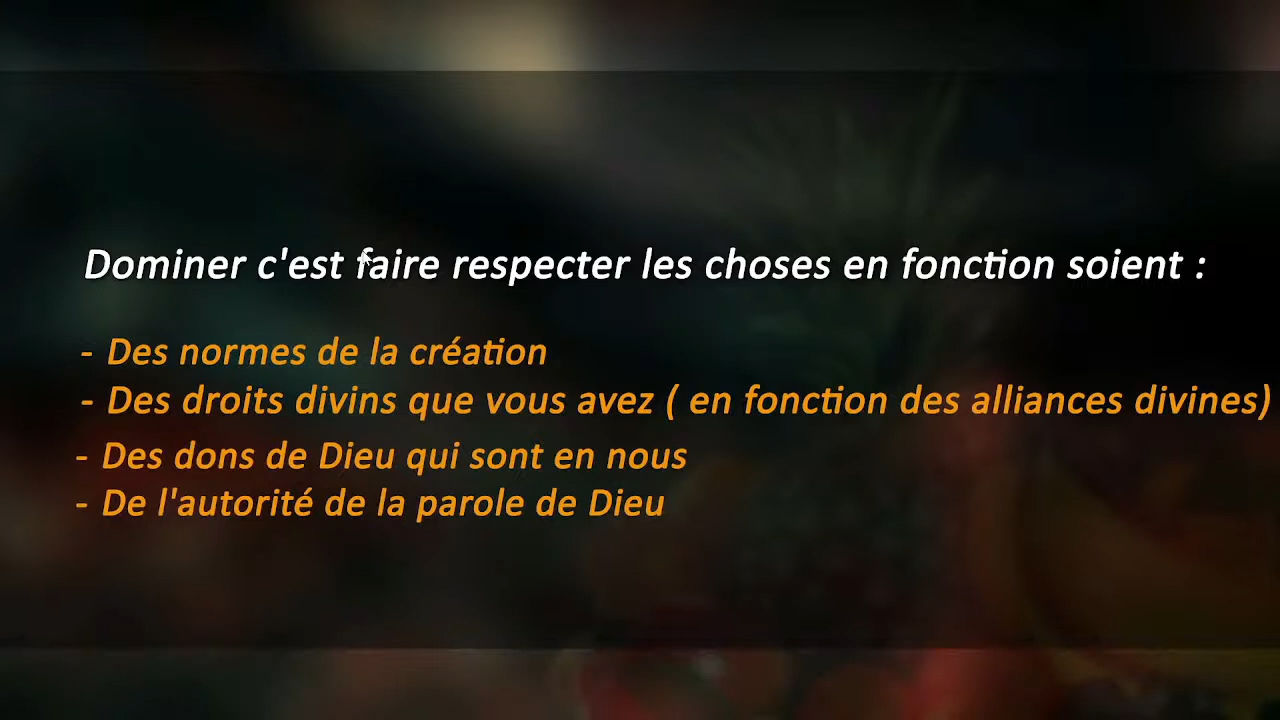 Dominer c'est faire respecter les choses en fonction soient :
- Des normes de la création
- Des droits divins que vous avez ( en fonction des alliances divines)
- Des dons de Dieu qui sont en nous
- De l'autorité de la parole de Dieu